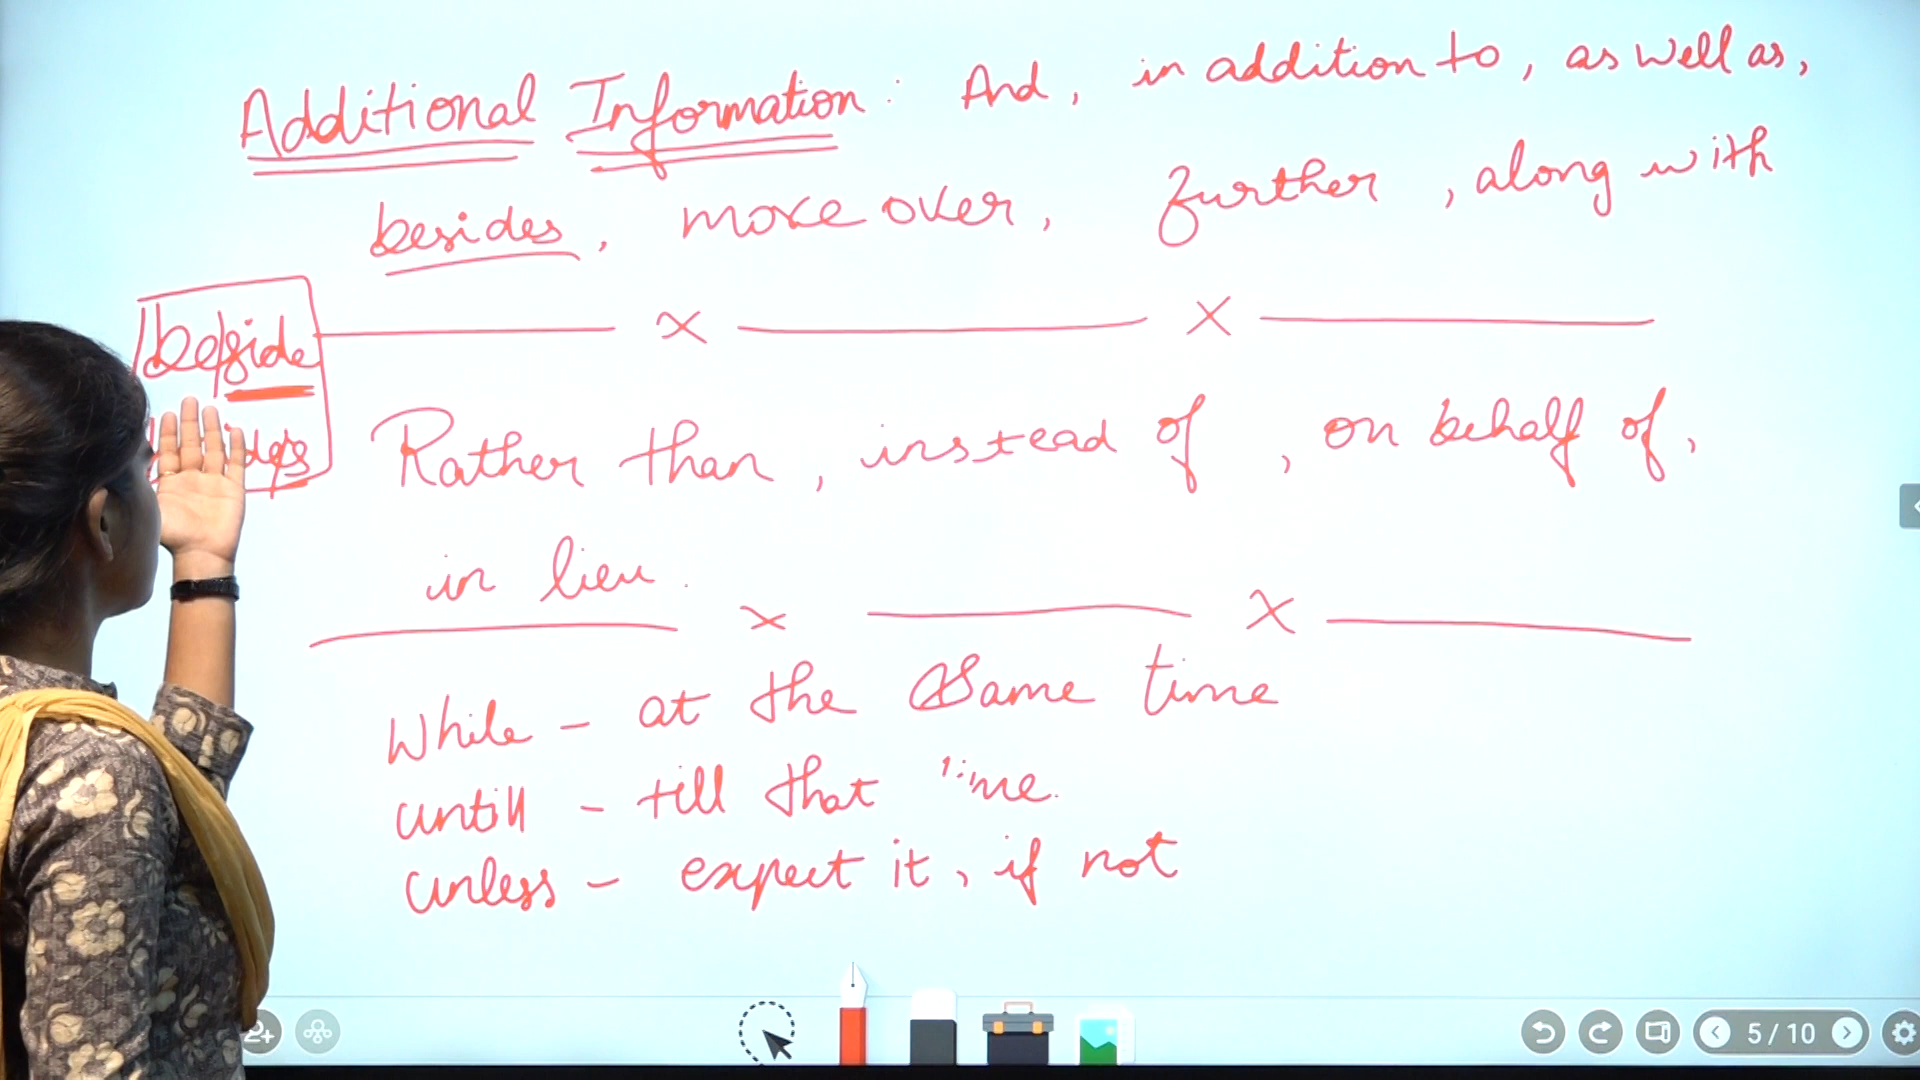 Additional Information : And, in addition to, as well as,
besides, moreover, further, along with
beside
Rather than, instead of, on behalf of,
in lieu.
While - at the same time
untill - till that time.
unless - expect it, if not
5 / 10